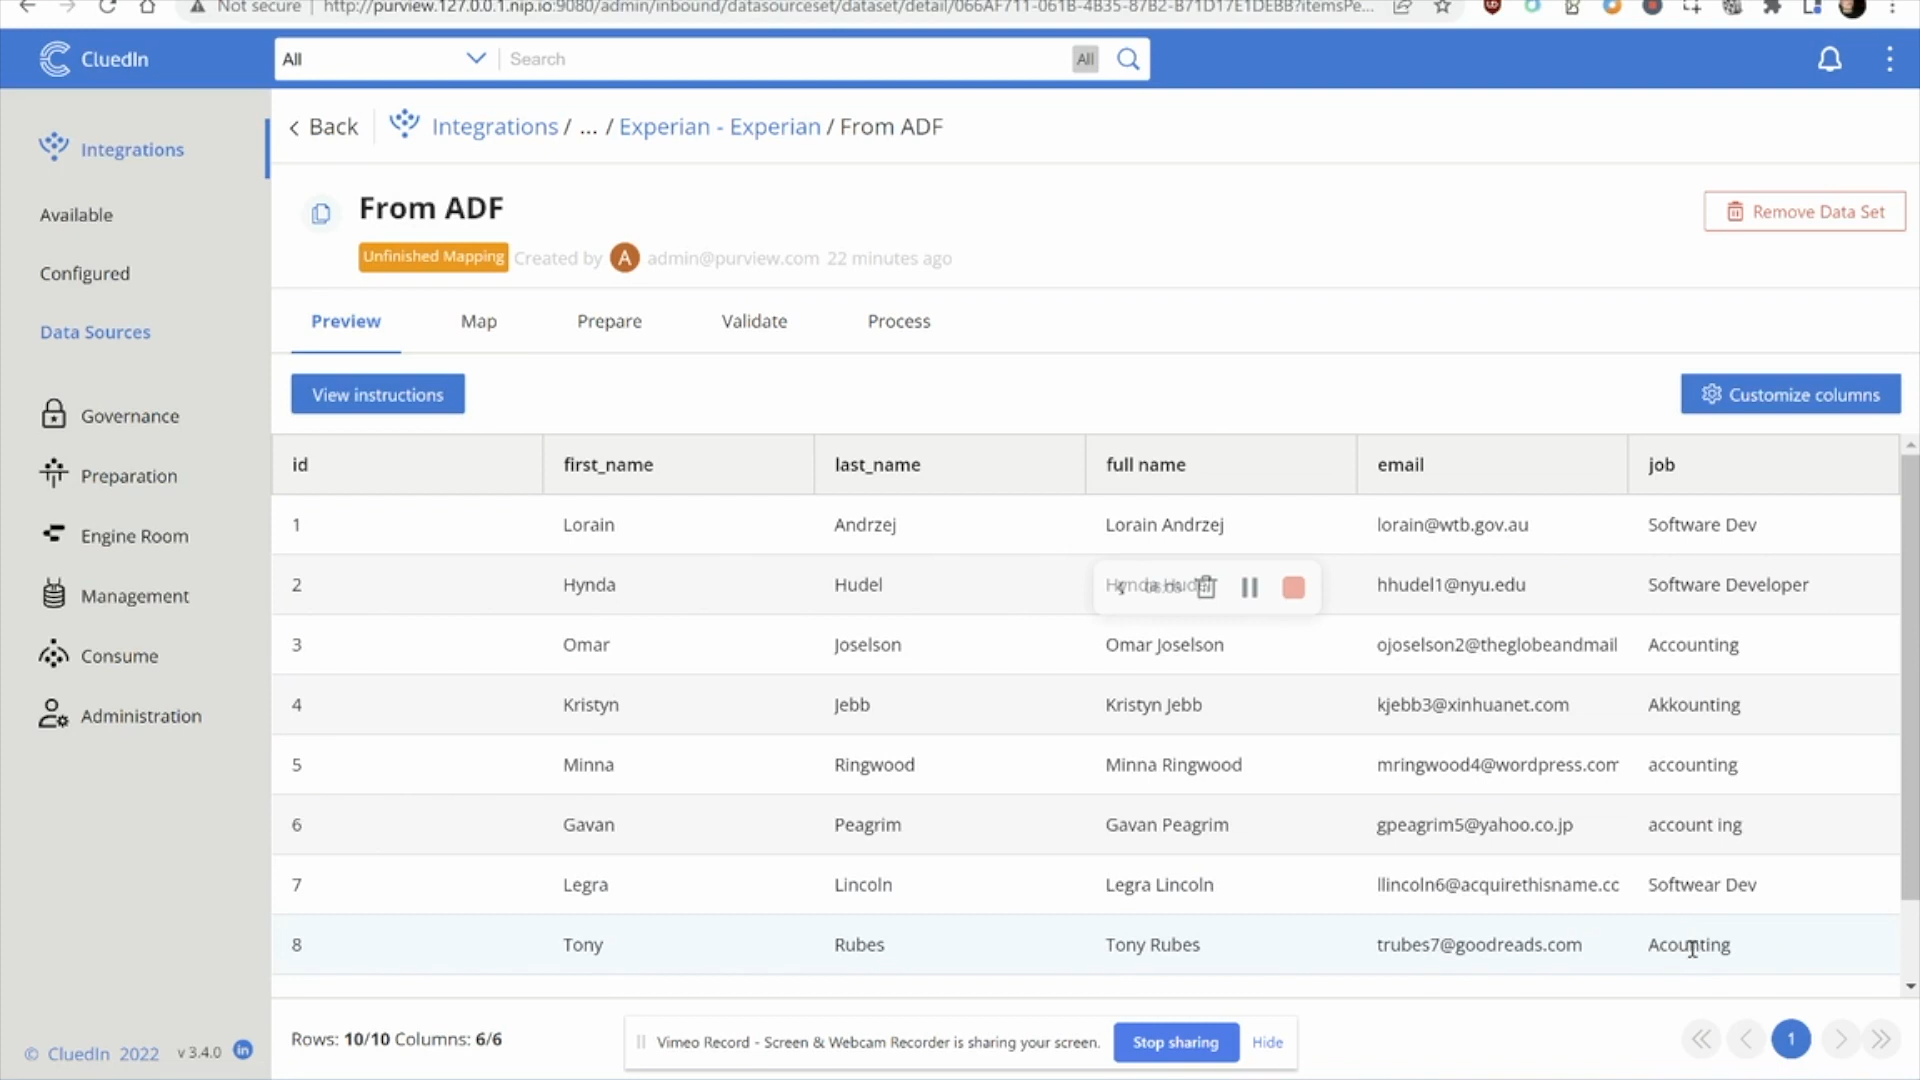 Not secure http://purview.127.0.0.1.nip.io:9080/admin/inbound/datasourceset/dataset/detail/066AF711-061B-4B35-87B2-B71D17E1DEBB?itemsPe...
CluedIn All Search All
Back Integrations / ... / Experian - Experian / From ADF
Integrations
Available
Configured
Data Sources
Governance
Preparation
Engine Room
Management
Consume
Administration
From ADF
Remove Data Set
Unfinished Mapping Created by A admin@purview.com 22 minutes ago
Preview Map Prepare Validate Process
View instructions Customize columns
id first_name last_name full name email job
1 Lorain Andrzej Lorain Andrzej lorain@wtb.gov.au Software Dev
2 Hynda Hudel Hynda Hudel hhudel1@nyu.edu Software Developer
3 Omar Joselson Omar Joselson ojoselson2@theglobeandmail Accounting
4 Kristyn Jebb Kristyn Jebb kjebb3@xinhuanet.com Akkounting
5 Minna Ringwood Minna Ringwood mringwood4@wordpress.com accounting
6 Gavan Peagrim Gavan Peagrim gpeagrim5@yahoo.co.jp account ing
7 Legra Lincoln Legra Lincoln llincoln6@acquirethisname.cc Softwear Dev
8 Tony Rubes Tony Rubes trubes7@goodreads.com Acounting
Rows: 10/10 Columns: 6/6
Vimeo Record - Screen & Webcam Recorder is sharing your screen. Stop sharing Hide
1
© CluedIn 2022 v 3.4.0 in